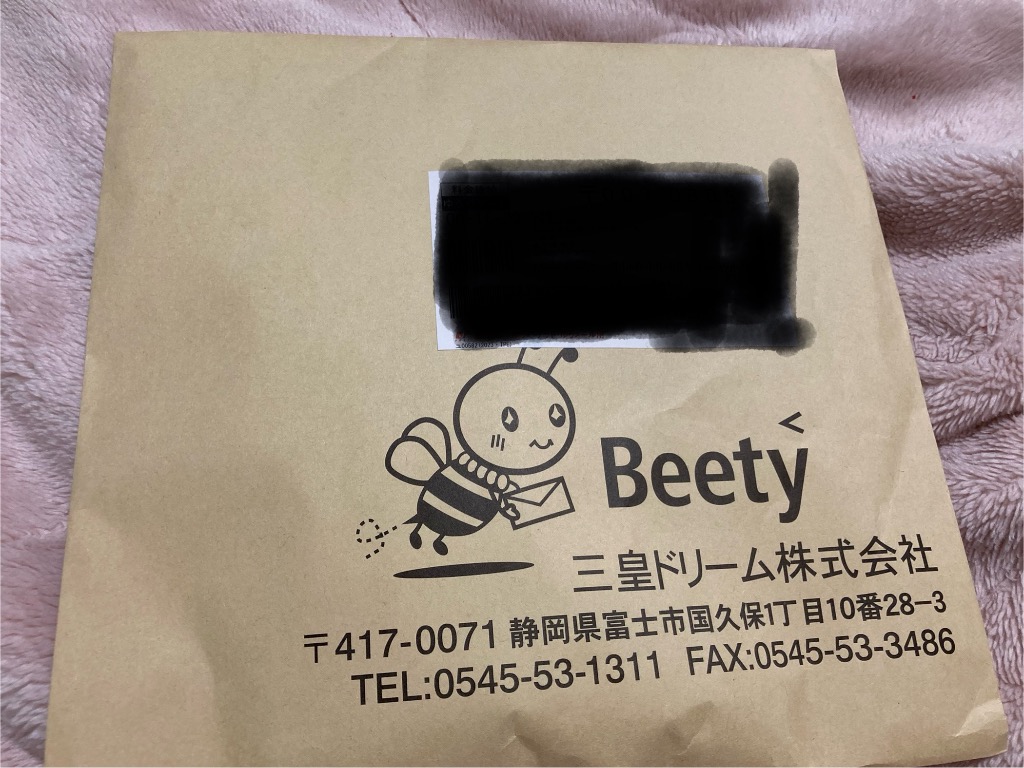 Beety
三皇ドリーム株式会社
〒417-0071 静岡県富士市国久保1丁目10番28-3
TEL:0545-53-1311 FAX:0545-53-3486